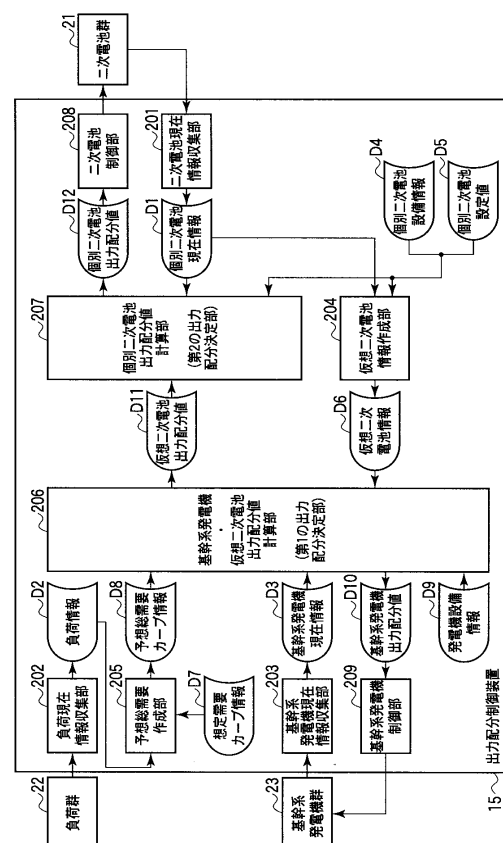 22
負荷群
202
負荷現在
情報収集部
D2
負荷情報
205
予想総需要
作成部
D8
予想総需要
カーブ情報
D7
想定需要
カーブ情報
23
基幹系
発電機群
203
基幹系
発電機現在
情報収集部
D3
基幹系発電機
現在情報
209
基幹系発電機
制御部
D10
基幹系発電機
出力配分値
D9
発電機設備
情報
206
基幹系発電機
・
仮想二次電池
出力配分値
計算部
(第1の出力
配分決定部)
D11
仮想二次電池
出力配分値
D6
仮想二次
電池情報
207
個別二次電池
出力配分値
計算部
(第2の出力
配分決定部)
204
仮想二次電池
情報作成部
D12
個別二次電池
出力配分値
D1
個別二次電池
現在情報
208
二次電池
制御部
201
二次電池現在
情報収集部
D4
個別二次電池
設備情報
D5
個別二次電池
設定値
21
二次電池群
15 出力配分制御装置